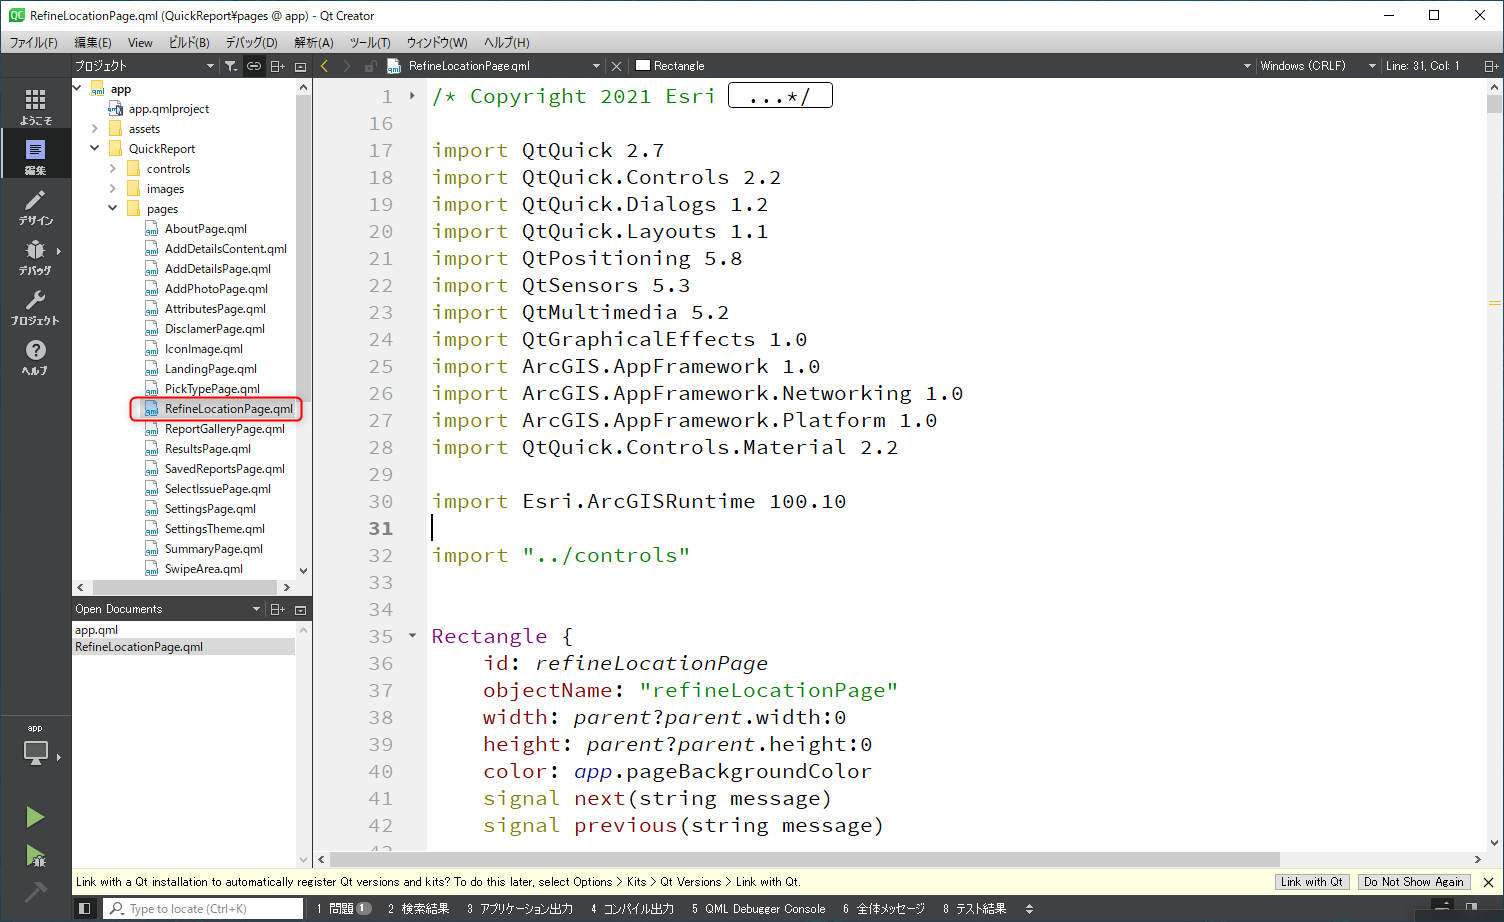 RefineLocationPage.qml (QuickReport¥pages @ app) - Qt Creator
ファイル(F) 編集(E) View ビルド(B) デバッグ(D) 解析(A) ツール(T) ウィンドウ(W) ヘルプ(H)
プロジェクト
RefineLocationPage.qml
Rectangle
Windows (CRLF)
Line: 31, Col: 1
ようこそ
編集
デザイン
デバッグ
プロジェクト
ヘルプ
app
app.qmlproject
assets
QuickReport
controls
images
pages
AboutPage.qml
AddDetailsContent.qml
AddDetailsPage.qml
AddPhotoPage.qml
AttributesPage.qml
DisclamerPage.qml
IconImage.qml
LandingPage.qml
PickTypePage.qml
RefineLocationPage.qml
ReportGalleryPage.qml
ResultsPage.qml
SavedReportsPage.qml
SelectIssuePage.qml
SettingsPage.qml
SettingsTheme.qml
SummaryPage.qml
SwipeArea.qml
Open Documents
app.qml
RefineLocationPage.qml
app
1 /* Copyright 2021 Esri ...*/
16
17 import QtQuick 2.7
18 import QtQuick.Controls 2.2
19 import QtQuick.Dialogs 1.2
20 import QtQuick.Layouts 1.1
21 import QtPositioning 5.8
22 import QtSensors 5.3
23 import QtMultimedia 5.2
24 import QtGraphicalEffects 1.0
25 import ArcGIS.AppFramework 1.0
26 import ArcGIS.AppFramework.Networking 1.0
27 import ArcGIS.AppFramework.Platform 1.0
28 import QtQuick.Controls.Material 2.2
29
30 import Esri.ArcGISRuntime 100.10
31
32 import "../controls"
33
34
35 Rectangle {
36 id: refineLocationPage
37 objectName: "refineLocationPage"
38 width: parent?parent.width:0
39 height: parent?parent.height:0
40 color: app.pageBackgroundColor
41 signal next(string message)
42 signal previous(string message)
Link with a Qt installation to automatically register Qt versions and kits? To do this later, select Options > Kits > Qt Versions > Link with Qt.
Link with Qt
Do Not Show Again
Type to locate (Ctrl+K)
1 問題 1 2 検索結果 3 アプリケーション出力 4 コンパイル出力 5 QML Debugger Console 6 全体メッセージ 8 テスト結果